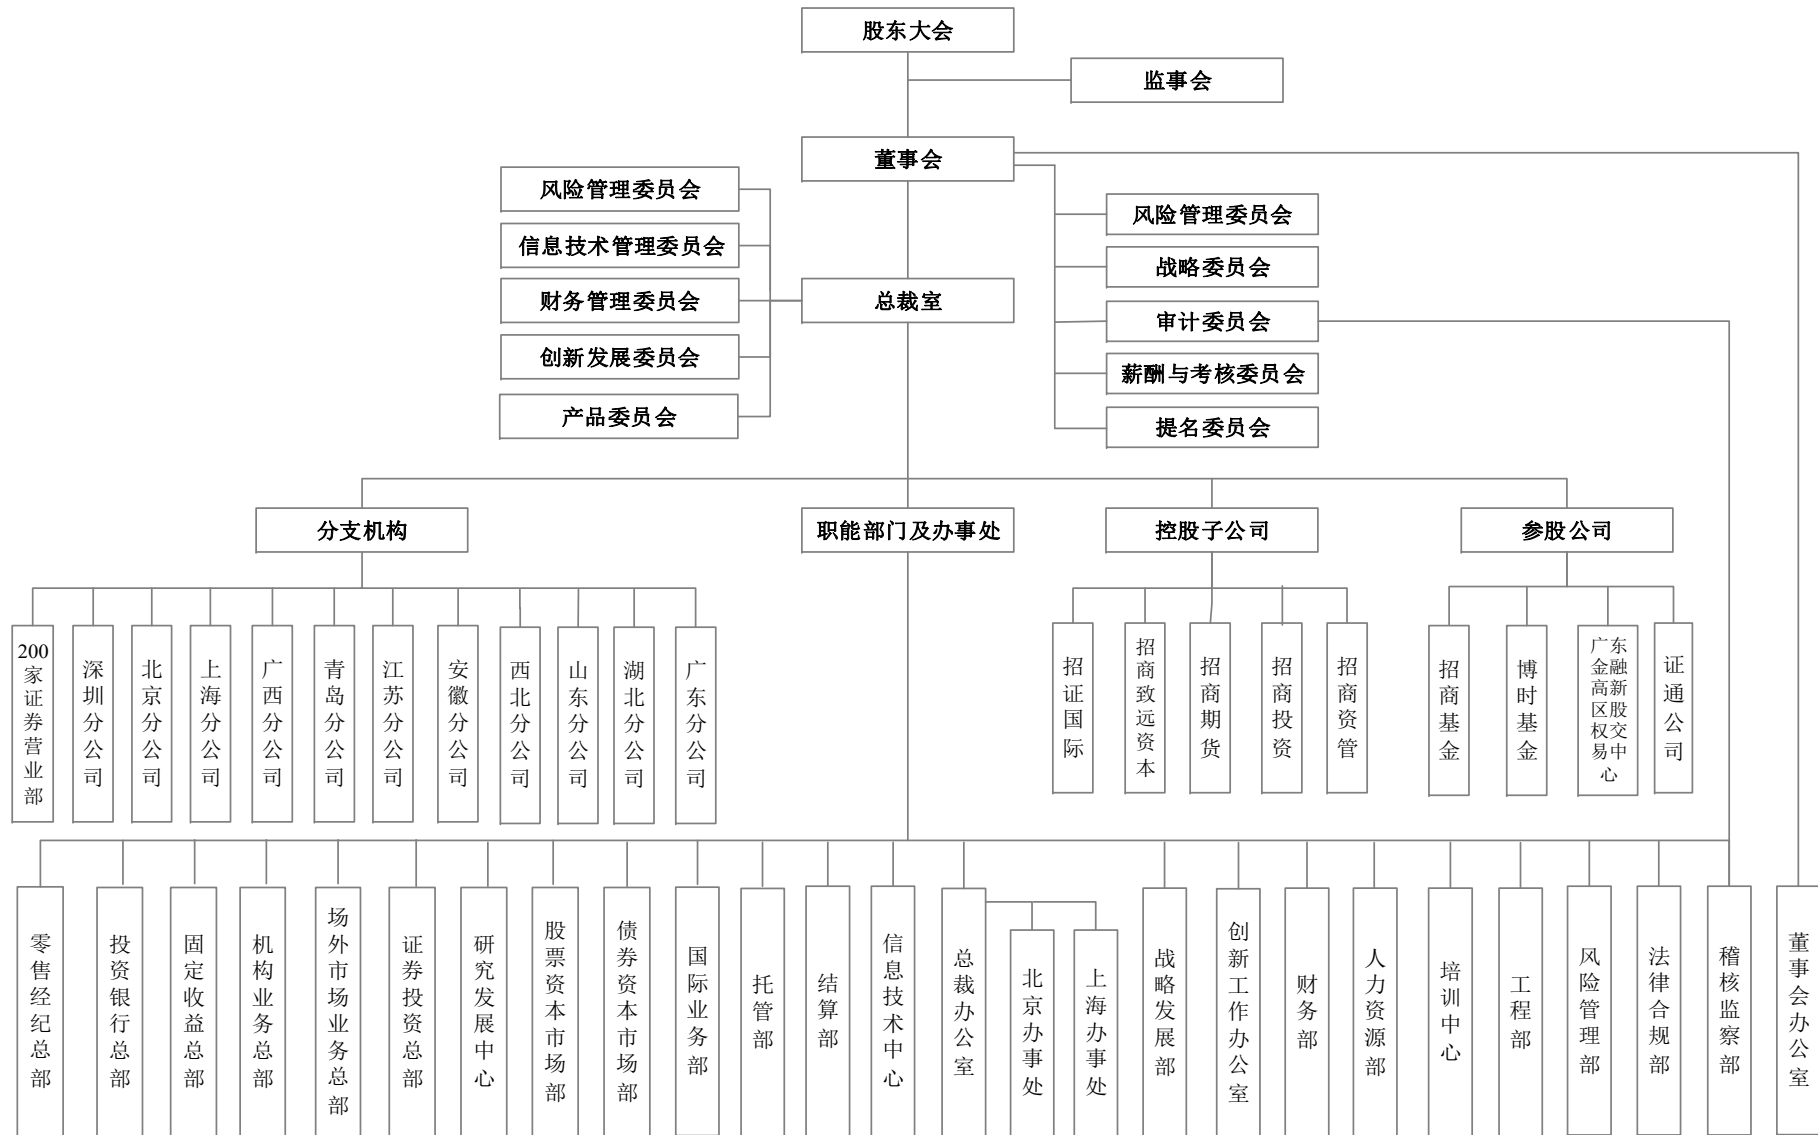 股东大会
监事会
董事会
风险管理委员会
信息技术管理委员会
财务管理委员会
创新发展委员会
产品委员会
总裁室
风险管理委员会
战略委员会
审计委员会
薪酬与考核委员会
提名委员会
分支机构
职能部门及办事处
控股子公司
参股公司
200家证券营业部
深圳分公司
北京分公司
上海分公司
广西分公司
青岛分公司
江苏分公司
安徽分公司
西北分公司
山东分公司
湖北分公司
广东分公司
招证国际
招商致远资本
招商期货
招商投资
招商资管
招商基金
博时基金
广东金融高新区股权交易中心
证通公司
零售经纪总部
投资银行总部
固定收益总部
机构业务总部
场外市场业务总部
证券投资总部
研究发展中心
股票资本市场部
债券资本市场部
国际业务部
托管部
结算部
信息技术中心
总裁办公室
北京办事处
上海办事处
战略发展部
创新工作办公室
财务部
人力资源部
培训中心
工程部
风险管理部
法律合规部
稽核监察部
董事会办公室